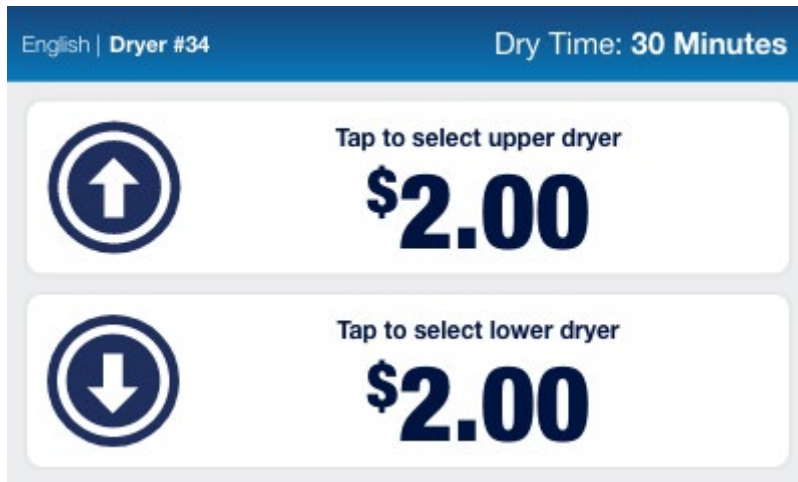 English | Dryer #34
Dry Time: 30 Minutes
Tap to select upper dryer
$2.00
Tap to select lower dryer
$2.00